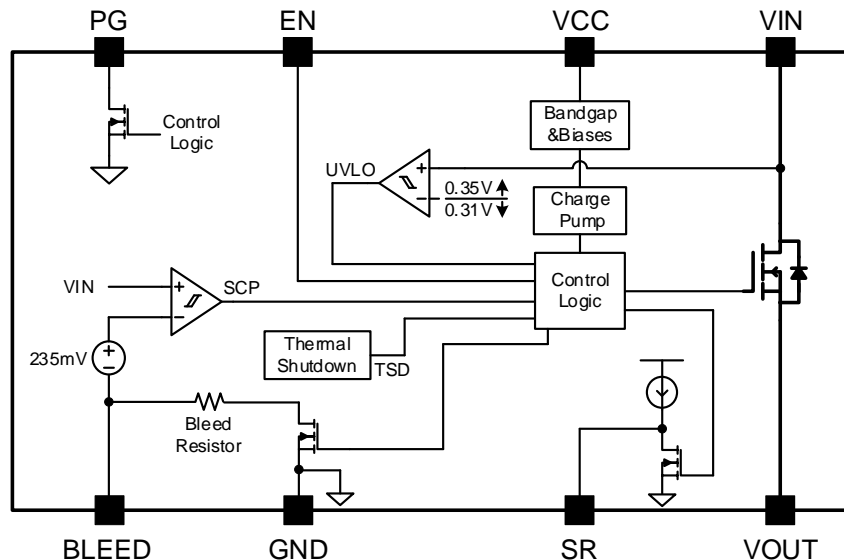 PG
EN
VCC
VIN
Control
Logic
Bandgap
&Biases
UVLO
0.35V
0.31V
Charge
Pump
VIN
SCP
Control
Logic
235mV
Thermal
Shutdown
TSD
Bleed
Resistor
BLEED
GND
SR
VOUT